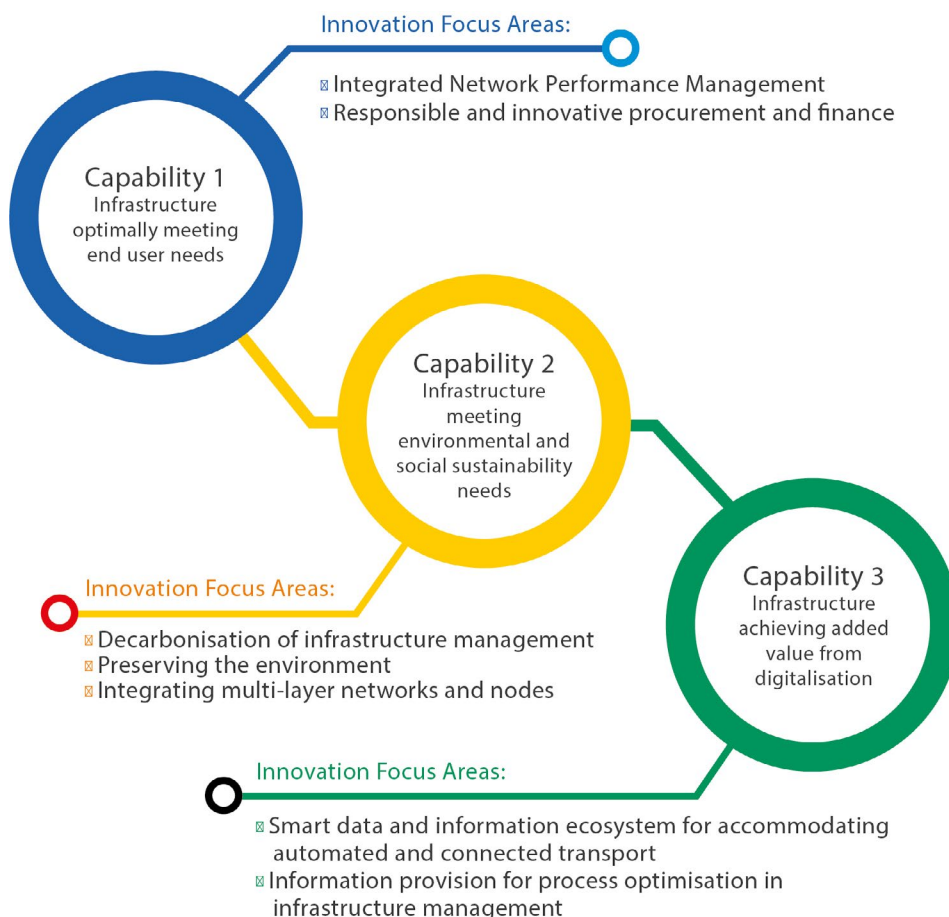 Innovation Focus Areas:
Integrated Network Performance Management
Responsible and innovative procurement and finance
Capability 1
Infrastructure
optimally meeting
end user needs
Capability 2
Infrastructure
meeting
environmental and
social sustainability
needs
Innovation Focus Areas:
Decarbonisation of infrastructure management
Preserving the environment
Integrating multi-layer networks and nodes
Capability 3
Infrastructure
achieving added
value from
digitalisation
Innovation Focus Areas:
Smart data and information ecosystem for accommodating
automated and connected transport
Information provision for process optimisation in
infrastructure management